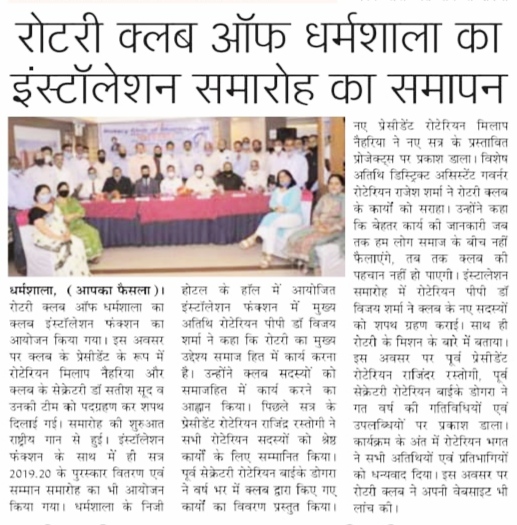 रोटरी क्लब ऑफ धर्मशाला का
इंस्टॉलेशन समारोह का समापन
धर्मशाला, (आपका फैसला)।
रोटरी क्लब ऑफ धर्मशाला का
क्लब इंस्टॉलेशन फंक्शन का
आयोजन किया गया। इस अवसर
पर क्लब के प्रेसीडेंट के रूप में
रोटेरियन मिलाप नैहरिया और
क्लब के सेक्रेटरी डॉ सतीश सूद व
उनकी टीम को पदग्रहण कर शपथ
दिलाई गई। समारोह की शुरुआत
राष्ट्रीय गान से हुई। इंस्टॉलेशन
फंक्शन के साथ में ही सत्र
2019.20 के पुरस्कार वितरण एवं
सम्मान समारोह का भी आयोजन
किया गया। धर्मशाला के निजी
होटल के हॉल में आयोजित
इंस्टॉलेशन फंक्शन में मुख्य
अतिथि रोटेरियन पीपी डॉ विजय
शर्मा ने कहा कि रोटरी का मुख्य
उद्देश्य समाज हित में कार्य करना
है। उन्होंने क्लब सदस्यों को
समाजहित में कार्य करने का
आह्वान किया। पिछले सत्र के
प्रेसीडेंट रोटेरियन राजिंद्र रस्तोगी ने
सभी रोटेरियन सदस्यों को श्रेष्ठ
कार्यों के लिए सम्मानित किया।
पूर्व सेक्रेटरी रोटेरियन बाईके डोगरा
ने वर्ष भर में क्लब द्वारा किए गए
कार्यों का विवरण प्रस्तुत किया।
नए प्रेसीडेंट रोटेरियन मिलाप
नैहरिया ने नए सत्र के प्रस्तावित
प्रोजेक्ट्स पर प्रकाश डाला। विशेष
अतिथि डिस्ट्रिक्ट असिस्टेंट गवर्नर
रोटेरियन राजेश शर्मा ने रोटरी क्लब
के कार्यों को सराहा। उन्होंने कहा
कि बेहतर कार्य की जानकारी जब
तक हम लोग समाज के बीच नहीं
फैलाएंगे, तब तक क्लब की
पहचान नहीं हो पाएगी। इंस्टालेशन
समारोह में रोटेरियन पीपी डॉ
विजय शर्मा ने क्लब के नए सदस्यों
को शपथ ग्रहण कराई। साथ ही
रोटरी के मिशन के बारे में बताया।
इस अवसर पर पूर्व प्रेसीडेंट
रोटेरियन राजिंदर रस्तोगी, पूर्व
सेक्रेटरी रोटेरियन बाईके डोगरा ने
गत वर्ष की गतिविधियों एवं
उपलब्धियों पर प्रकाश डाला।
कार्यक्रम के अंत में रोटेरियन भगत
ने सभी अतिथियों एवं प्रतिभागियों
को धन्यवाद दिया। इस अवसर पर
रोटरी क्लब ने अपनी वेबसाइट भी
लांच की।